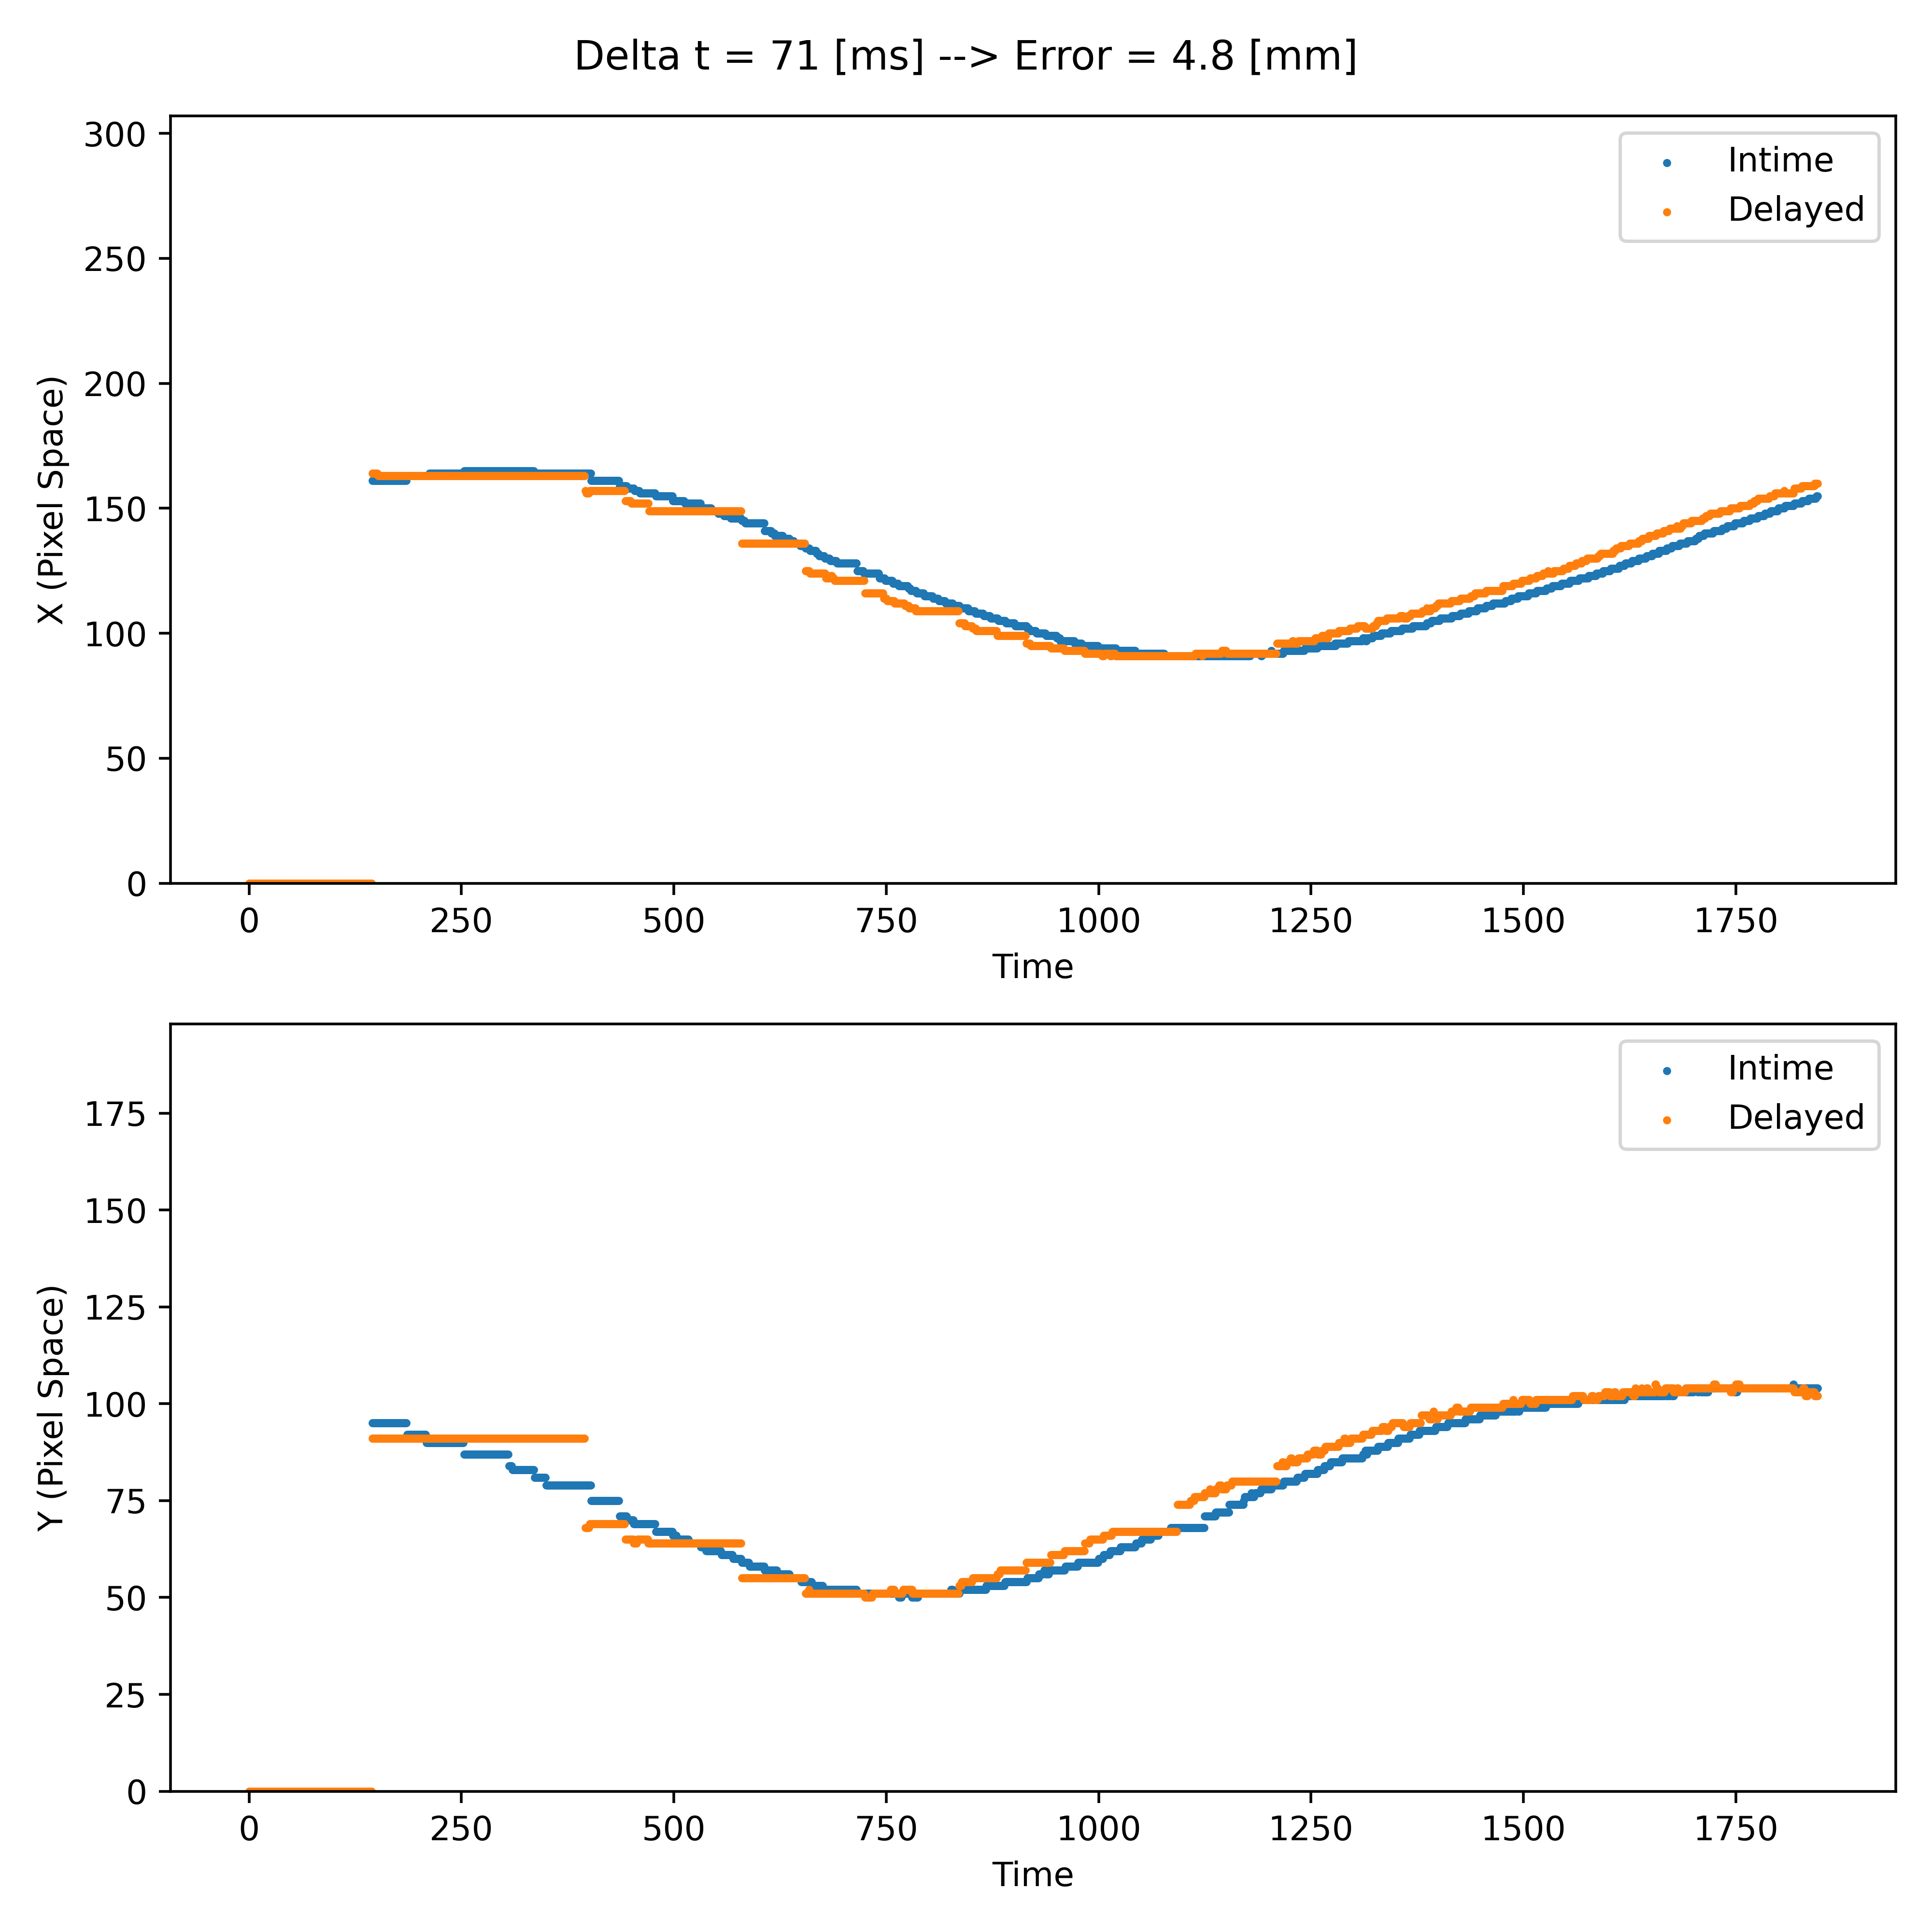 Delta t = 71 [ms] --> Error = 4.8 [mm]
300
250
200
150
100
50
0
X (Pixel Space)
Intime
Delayed
0 250 500 750 1000 1250 1500 1750
Time
175
150
125
100
75
50
25
0
Y (Pixel Space)
Intime
Delayed
0 250 500 750 1000 1250 1500 1750
Time